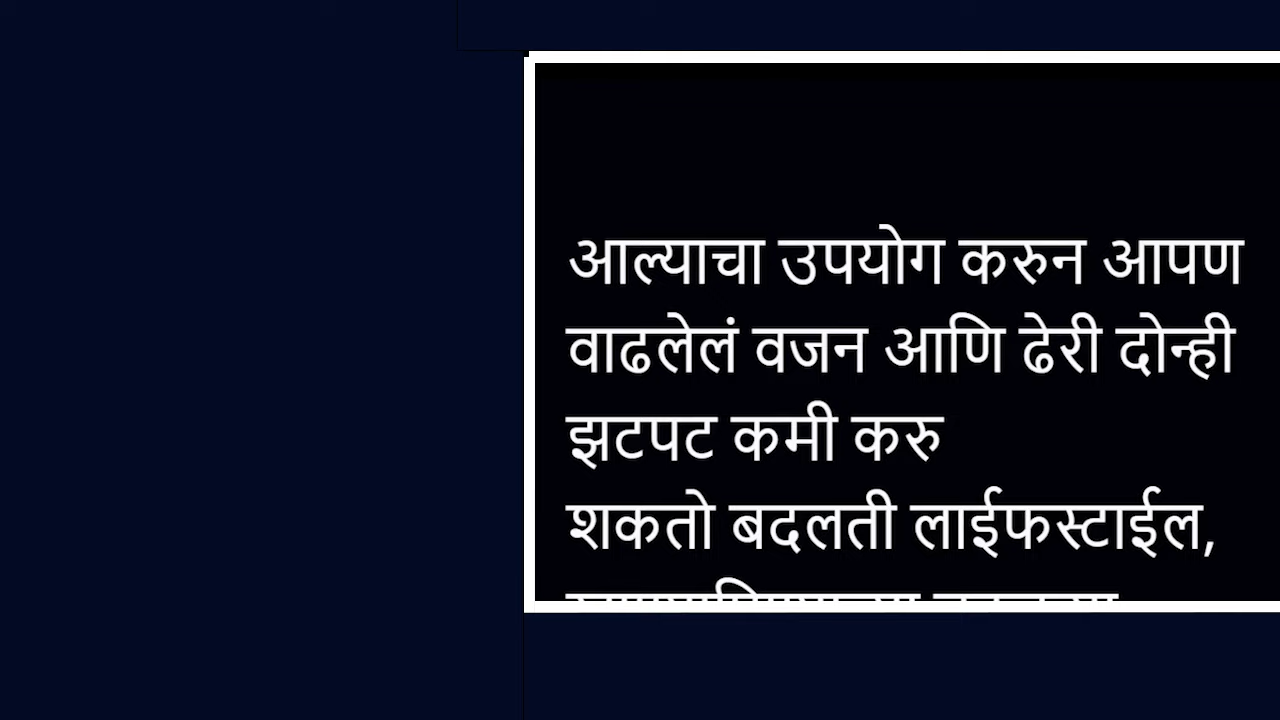 आल्याचा उपयोग करुन आपण
वाढलेलं वजन आणि ढेरी दोन्ही
झटपट कमी करु
शकतो बदलती लाईफस्टाईल,